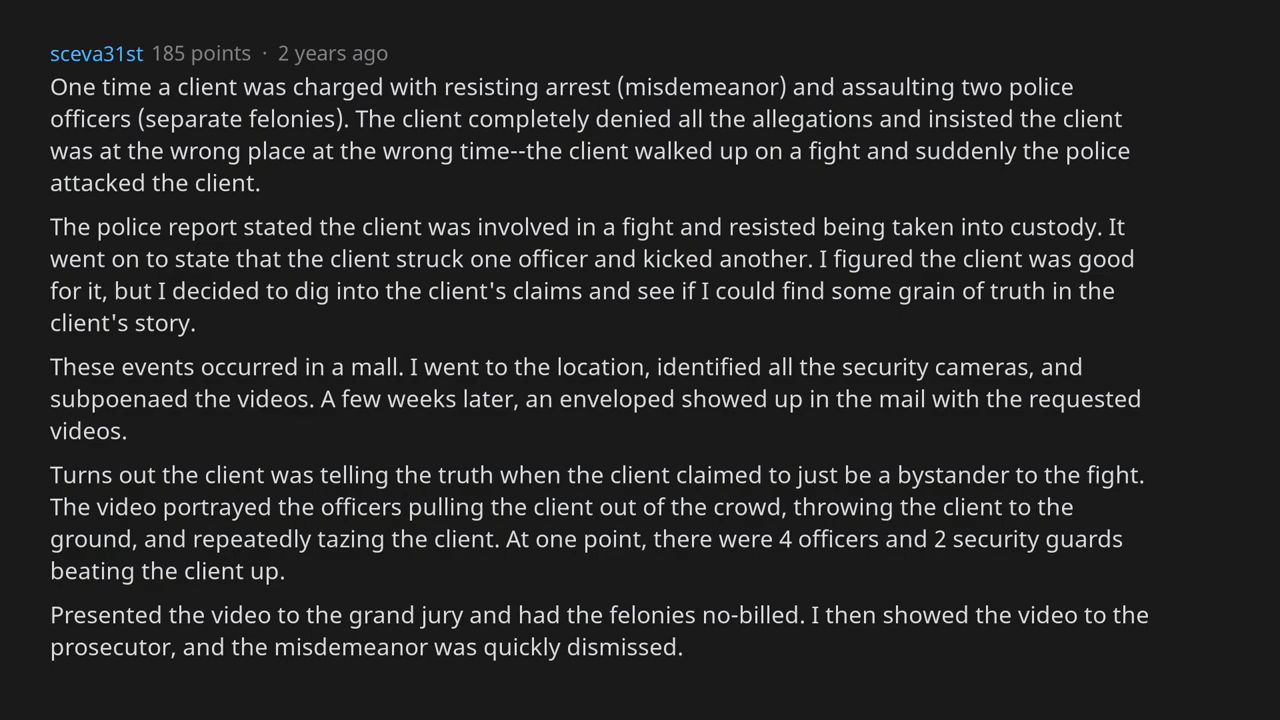 sceva31st 185 points · 2 years ago
One time a client was charged with resisting arrest (misdemeanor) and assaulting two police
officers (separate felonies). The client completely denied all the allegations and insisted the client
was at the wrong place at the wrong time--the client walked up on a fight and suddenly the police
attacked the client.
The police report stated the client was involved in a fight and resisted being taken into custody. It
went on to state that the client struck one officer and kicked another. I figured the client was good
for it, but I decided to dig into the client's claims and see if I could find some grain of truth in the
client's story.
These events occurred in a mall. I went to the location, identified all the security cameras, and
subpoenaed the videos. A few weeks later, an enveloped showed up in the mail with the requested
videos.
Turns out the client was telling the truth when the client claimed to just be a bystander to the fight.
The video portrayed the officers pulling the client out of the crowd, throwing the client to the
ground, and repeatedly tazing the client. At one point, there were 4 officers and 2 security guards
beating the client up.
Presented the video to the grand jury and had the felonies no-billed. I then showed the video to the
prosecutor, and the misdemeanor was quickly dismissed.